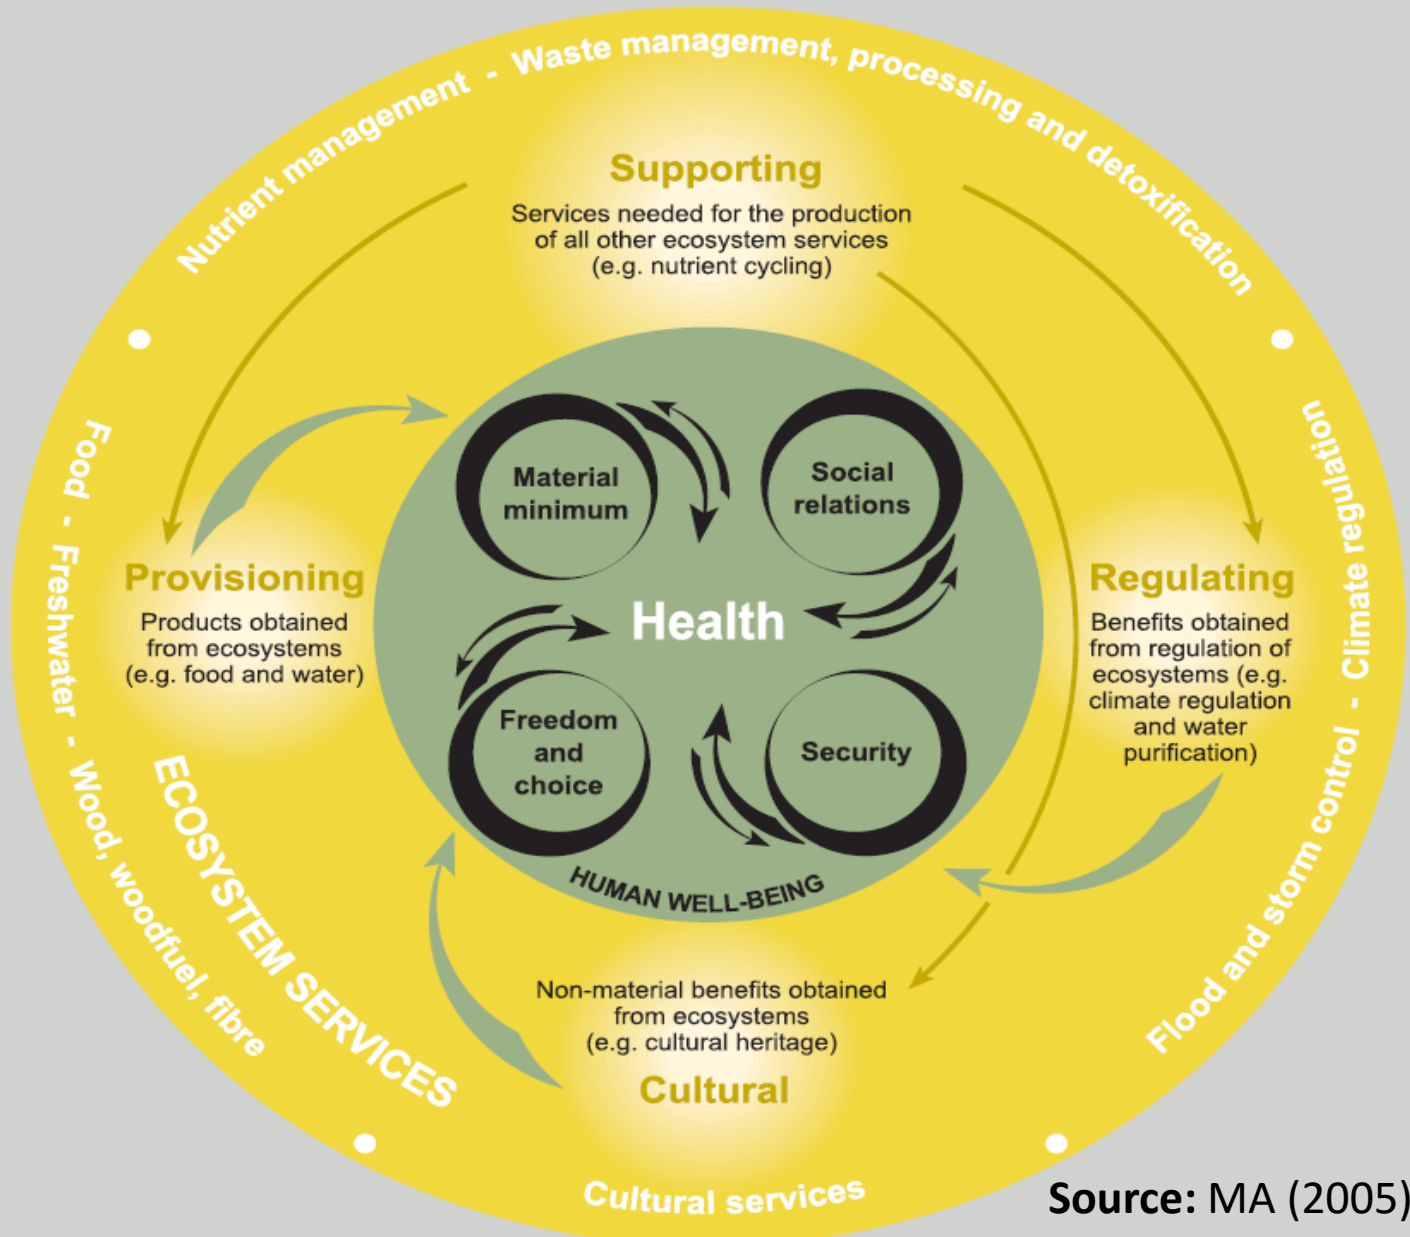 Nutrient management - Waste management, processing and detoxification
Supporting
Services needed for the production
of all other ecosystem services
(e.g. nutrient cycling)
Food - Freshwater - Wood, woodfuel, fibre
Flood and storm control - Climate regulation
Material
minimum
Social
relations
Health
Freedom
and
choice
Security
HUMAN WELL-BEING
Provisioning
Products obtained
from ecosystems
(e.g. food and water)
Regulating
Benefits obtained
from regulation of
ecosystems (e.g.
climate regulation
and water
purification)
ECOSYSTEM SERVICES
Non-material benefits obtained
from ecosystems
(e.g. cultural heritage)
Cultural
Cultural services
Source: MA (2005)